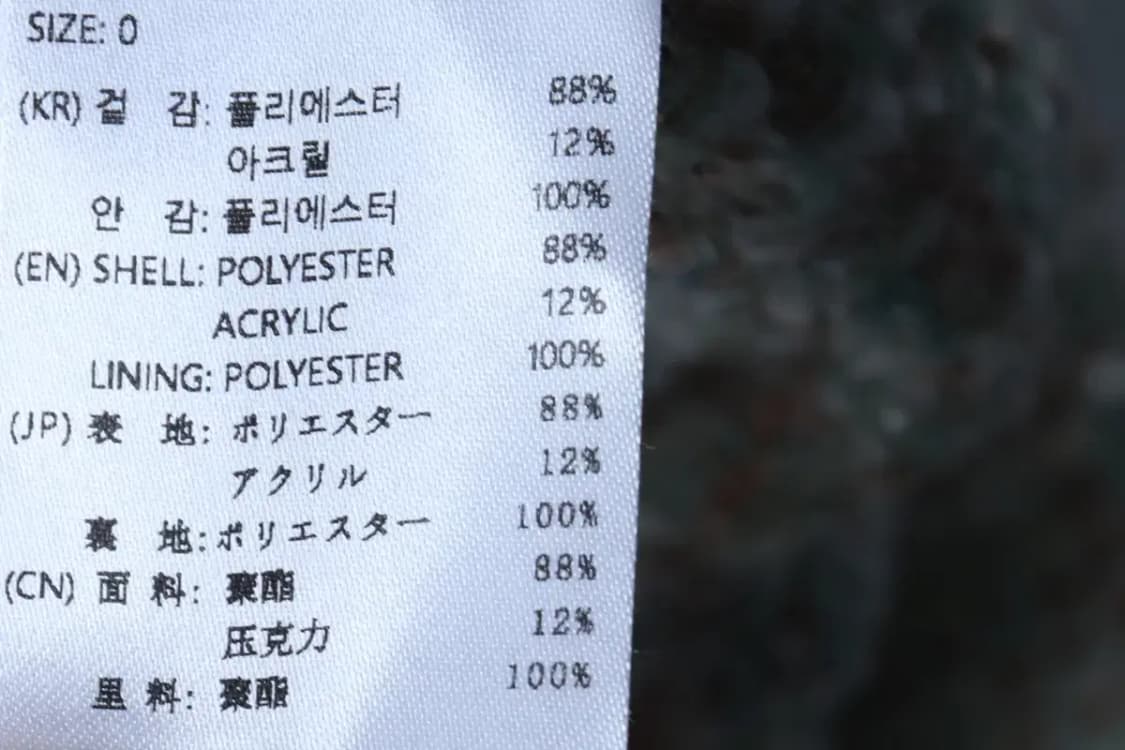 SIZE: 0
(KR) 겉 감: 폴리에스터 88%
아크릴 12%
안 감: 폴리에스터 100%
(EN) SHELL: POLYESTER 88%
ACRYLIC 12%
LINING: POLYESTER 100%
(JP) 表 地: ポリエスター 88%
アクリル 12%
裏 地: ポリエスター 100%
(CN) 面 料: 聚酯 88%
压克力 12%
里 料: 聚酯 100%